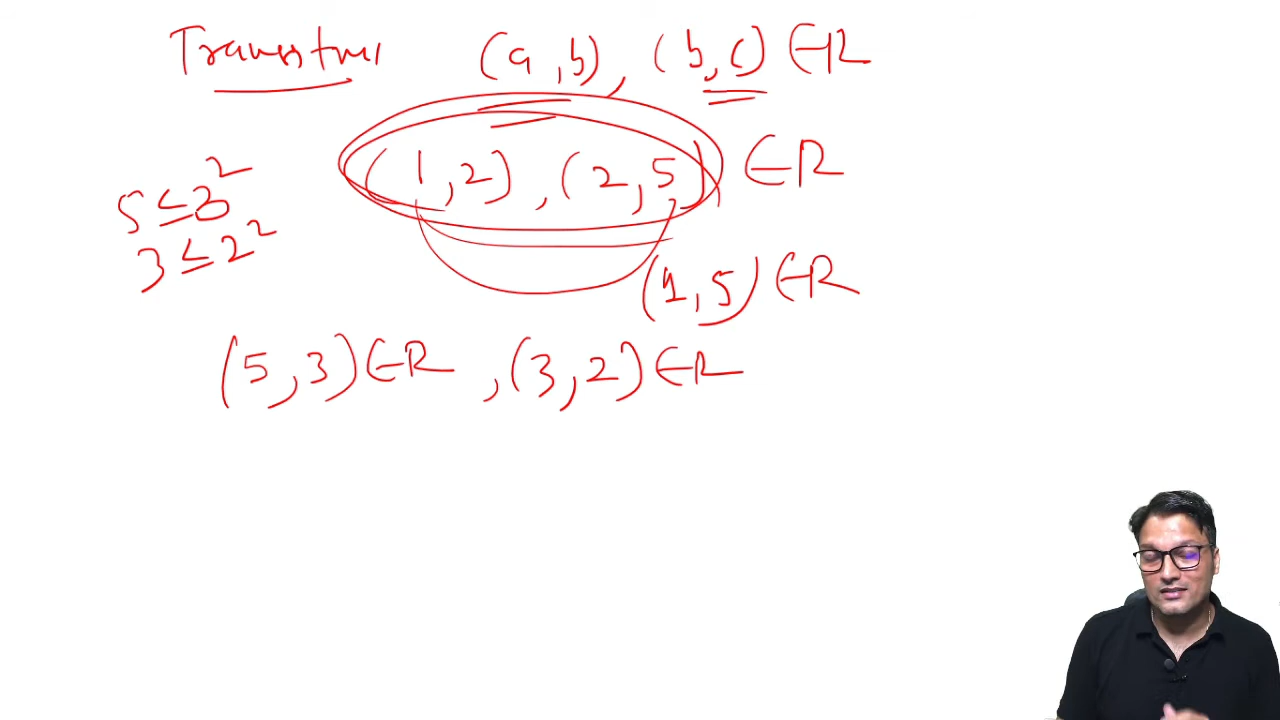 Transitive (a,b), (b,c) ∈ R
(1,2), (2,5) ∈ R
5 ≤ 3²
3 ≤ 2²
(1,5) ∈ R
(5,3) ∈ R, (3,2) ∈ R